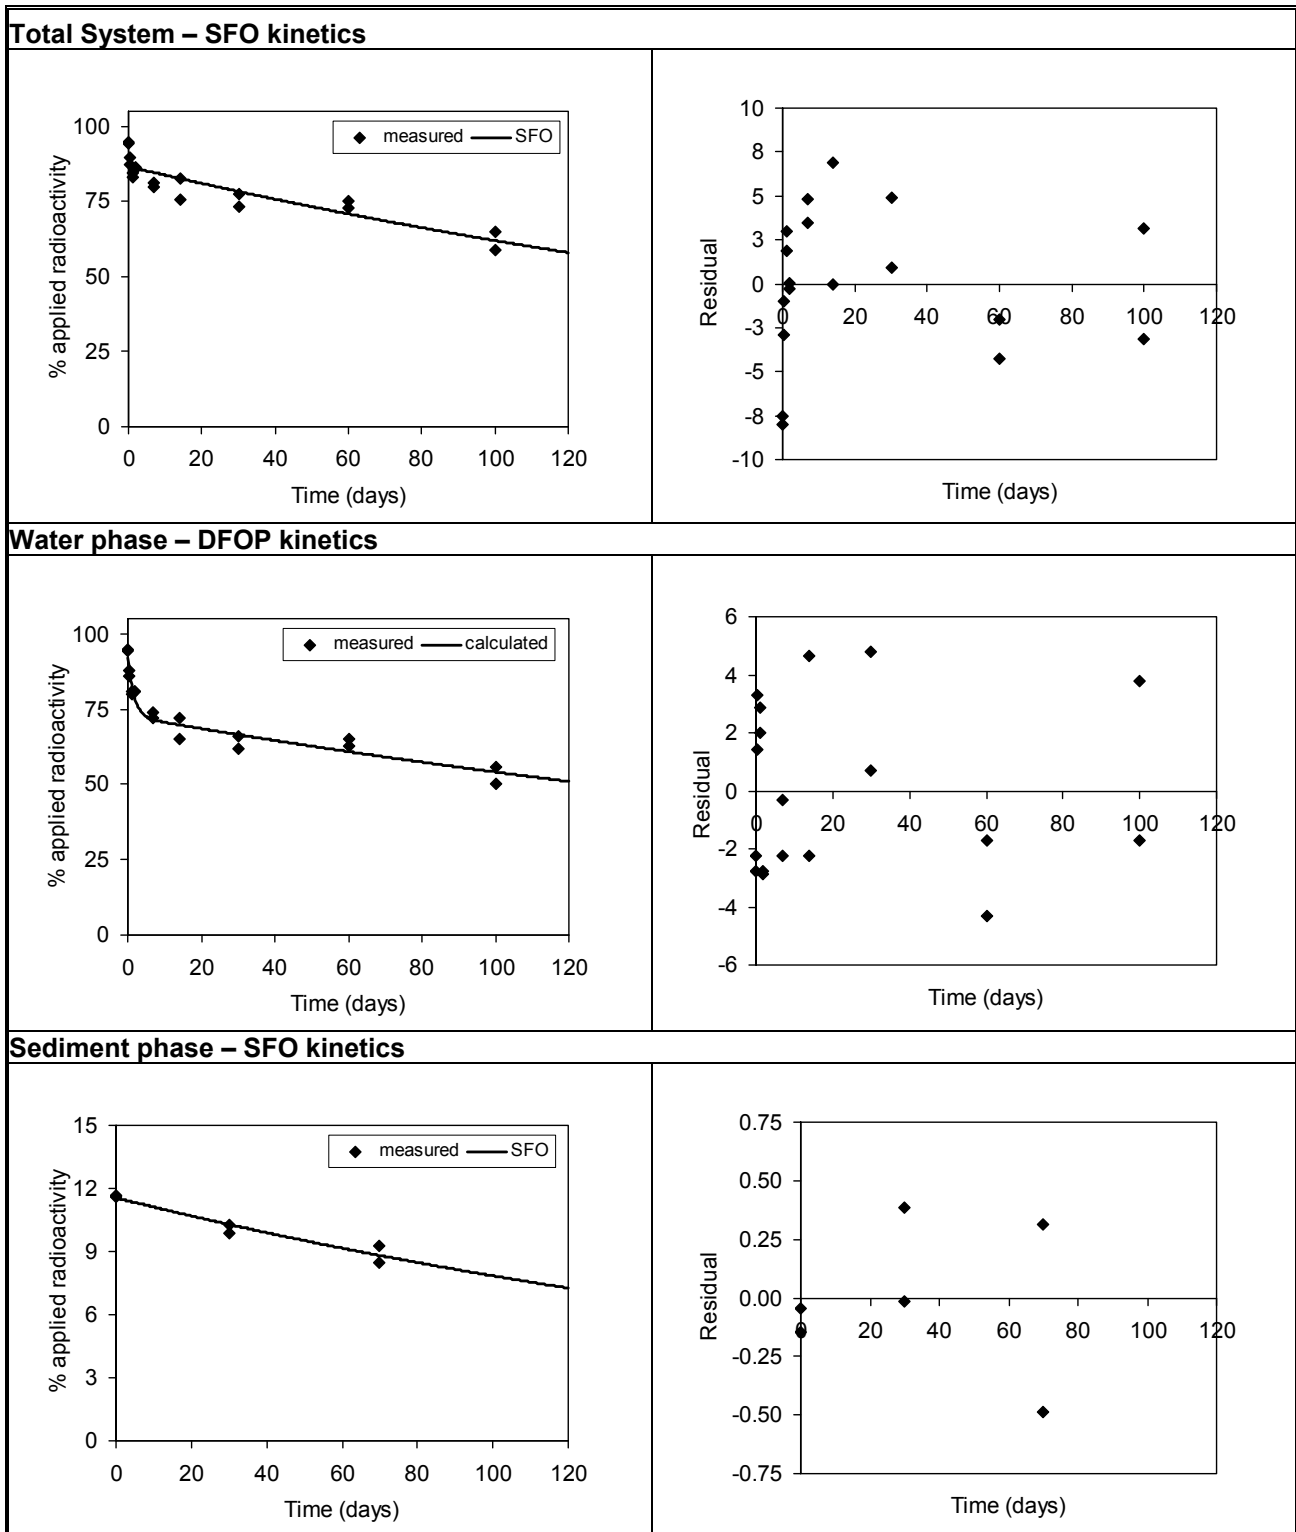 Total System – SFO kinetics
100
75
50
25
0
% applied radioactivity
measured
SFO
0 20 40 60 80 100 120
Time (days)
10
8
5
3
0
-3
-5
-8
-10
Residual
0 20 40 60 80 100 120
Time (days)
Water phase – DFOP kinetics
100
75
50
25
0
% applied radioactivity
measured
calculated
0 20 40 60 80 100 120
Time (days)
6
4
2
0
-2
-4
-6
Residual
0 20 40 60 80 100 120
Time (days)
Sediment phase – SFO kinetics
15
12
9
6
3
0
% applied radioactivity
measured
SFO
0 20 40 60 80 100 120
Time (days)
0.75
0.50
0.25
0.00
-0.25
-0.50
-0.75
Residual
0 20 40 60 80 100 120
Time (days)